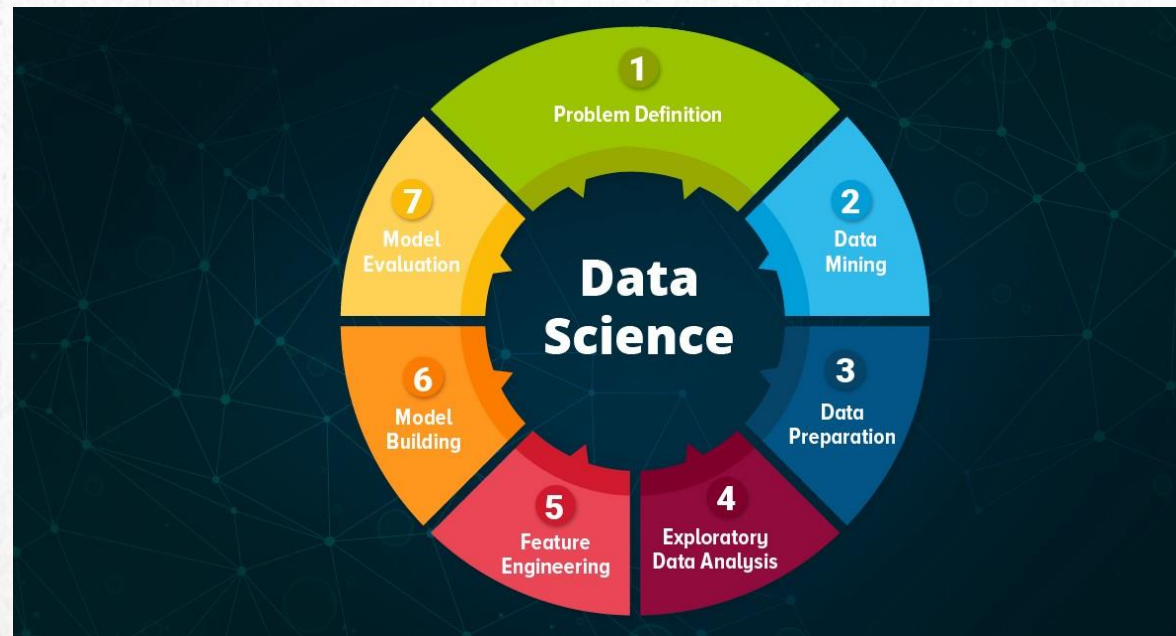 1
Problem Definition
2
Data
Mining
3
Data
Preparation
4
Exploratory
Data Analysis
5
Feature
Engineering
6
Model
Building
7
Model
Evaluation
Data
Science